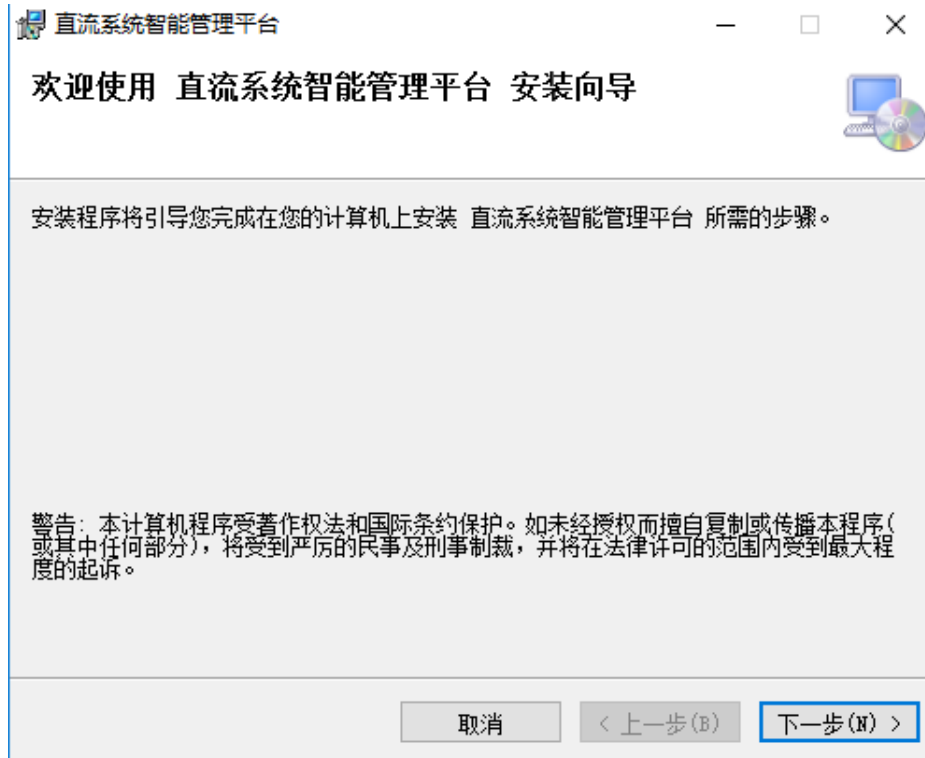 直流系统智能管理平台
欢迎使用 直流系统智能管理平台 安装向导
安装程序将引导您完成在您的计算机上安装 直流系统智能管理平台 所需的步骤。
警告: 本计算机程序受著作权法和国际条约保护。如未经授权而擅自复制或传播本程序(
或其中任何部分)，将受到严厉的民事及刑事制裁，并将在法律许可的范围内受到最大程
度的起诉。
取消 < 上一步(B) 下一步(N) >